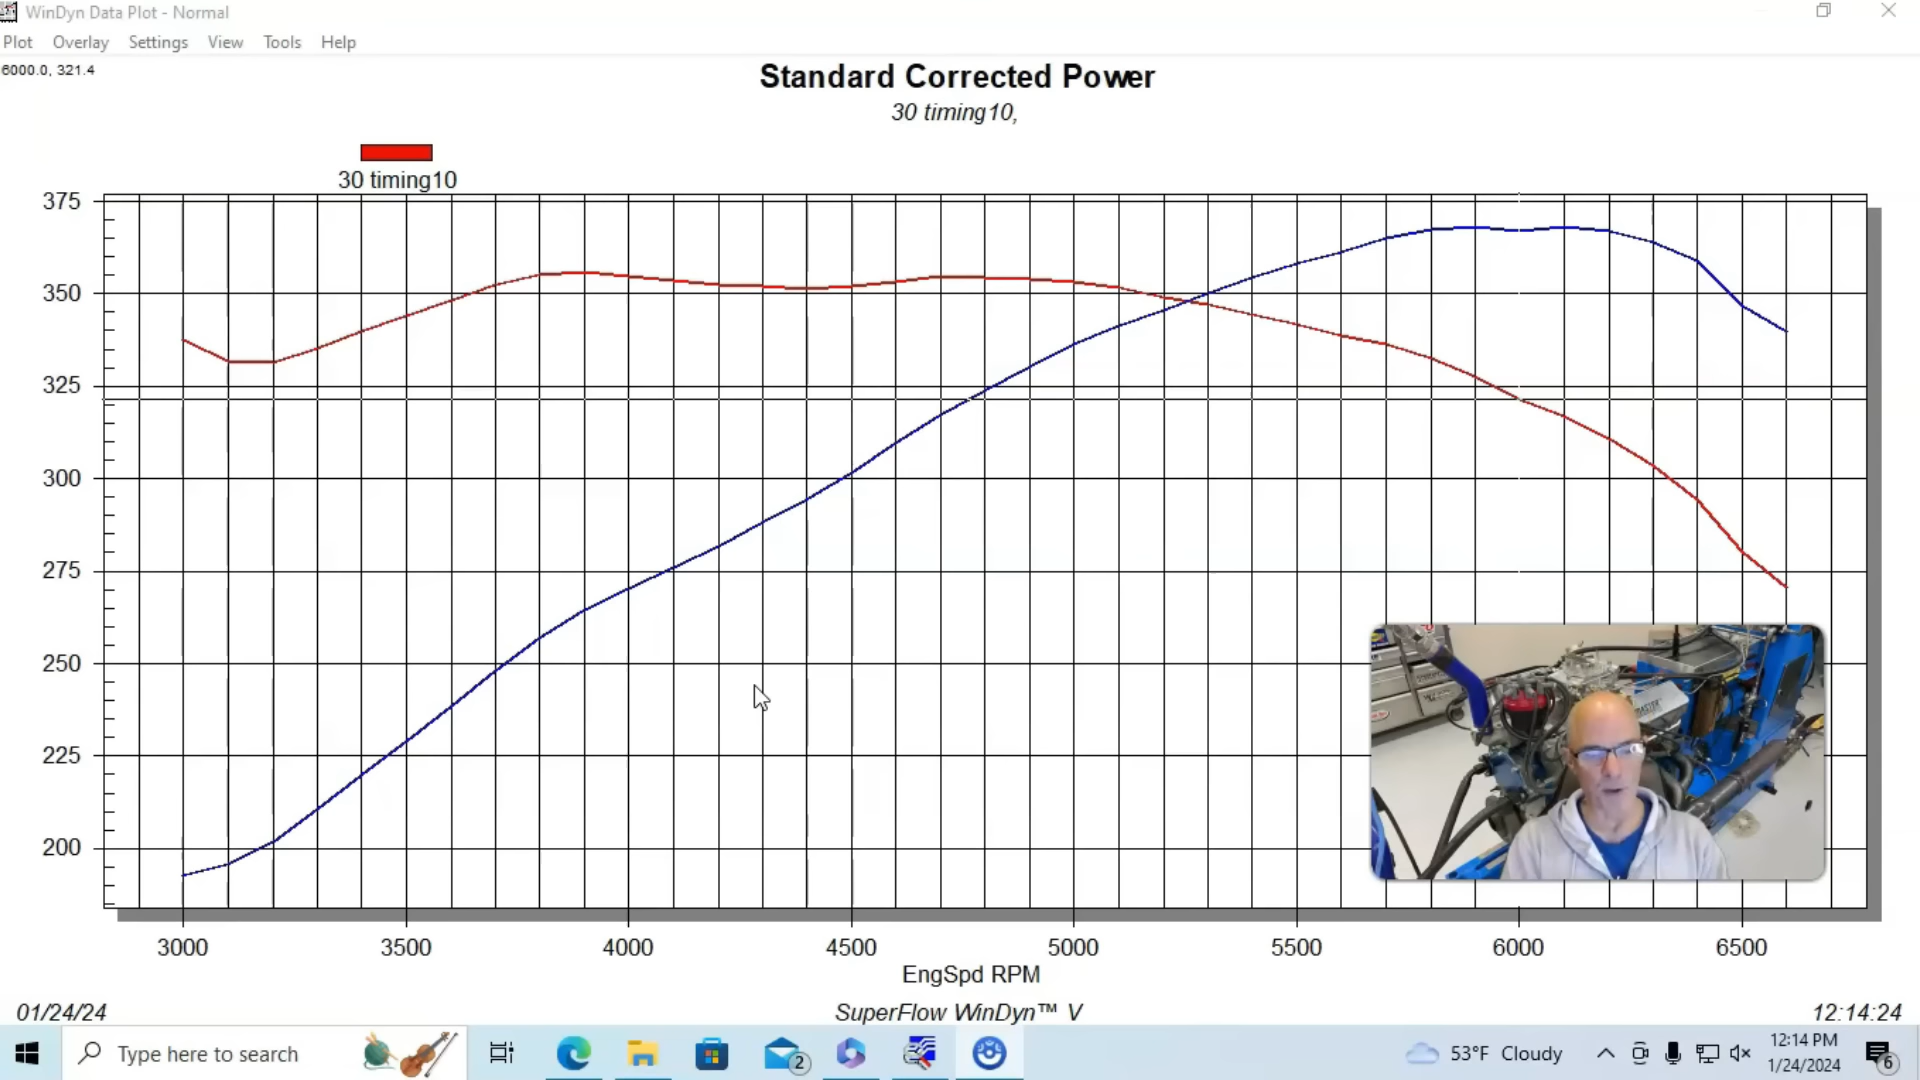 WinDyn Data Plot - Normal
Plot Overlay Settings View Tools Help
6000.0, 321.4
Standard Corrected Power
30 timing10,
30 timing10
375
350
325
300
275
250
225
200
3000 3500 4000 4500 5000 5500 6000 6500
EngSpd RPM
01/24/24 SuperFlow WinDyn™ V 12:14:24
Type here to search
2
53°F Cloudy
12:14 PM
1/24/2024
6